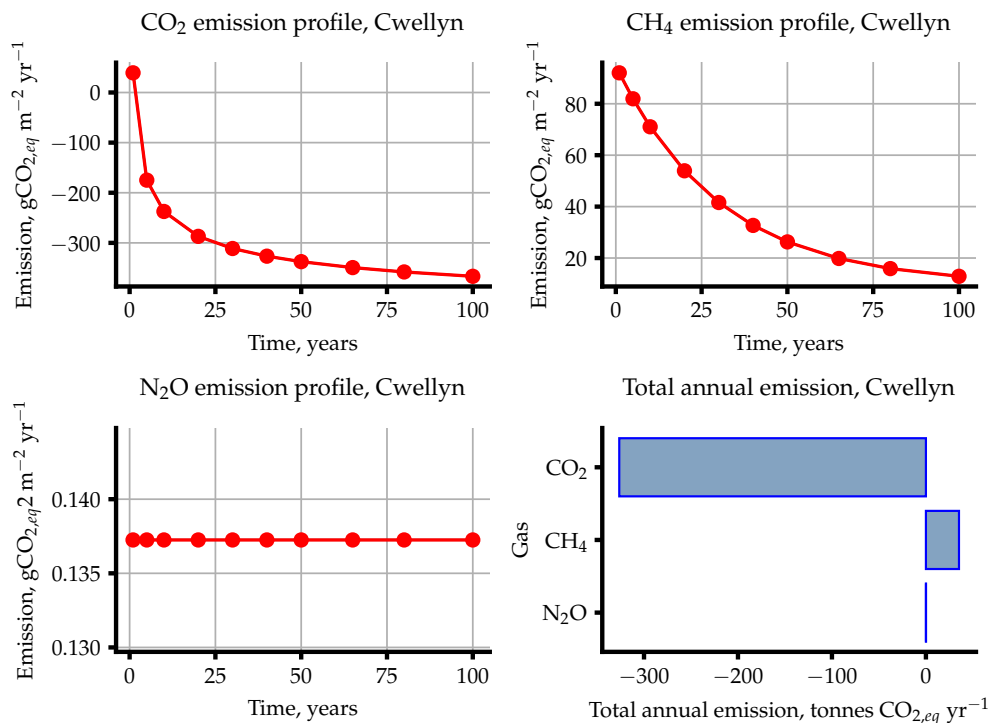 CO₂ emission profile, Cwellyn
Emission, gCO₂,eq m⁻² yr⁻¹
0
−100
−200
−300
0 25 50 75 100
Time, years
CH₄ emission profile, Cwellyn
Emission, gCO₂,eq m⁻² yr⁻¹
80
60
40
20
0 25 50 75 100
Time, years
N₂O emission profile, Cwellyn
Emission, gCO₂,eq2 m⁻² yr⁻¹
0.140
0.135
0.130
0 25 50 75 100
Time, years
Total annual emission, Cwellyn
Gas
CO₂
CH₄
N₂O
−300 −200 −100 0
Total annual emission, tonnes CO₂,eq yr⁻¹